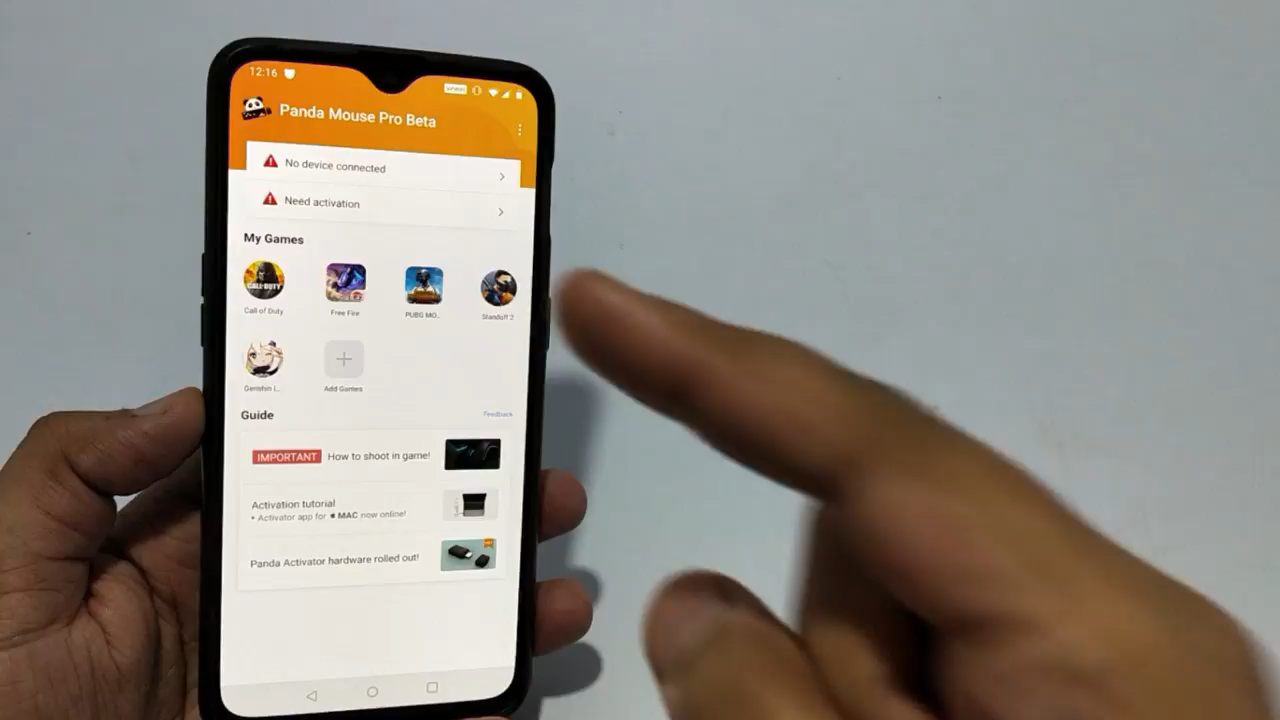 12:16
Panda Mouse Pro Beta
No device connected
Need activation
My Games
CALL·DUTY
Call of Duty
Free Fire
PUBG MO..
Standoff 2
Genshin I...
Add Games
Guide
Feedback
IMPORTANT How to shoot in game!
Activation tutorial
• Activator app for MAC now online!
Panda Activator hardware rolled out!